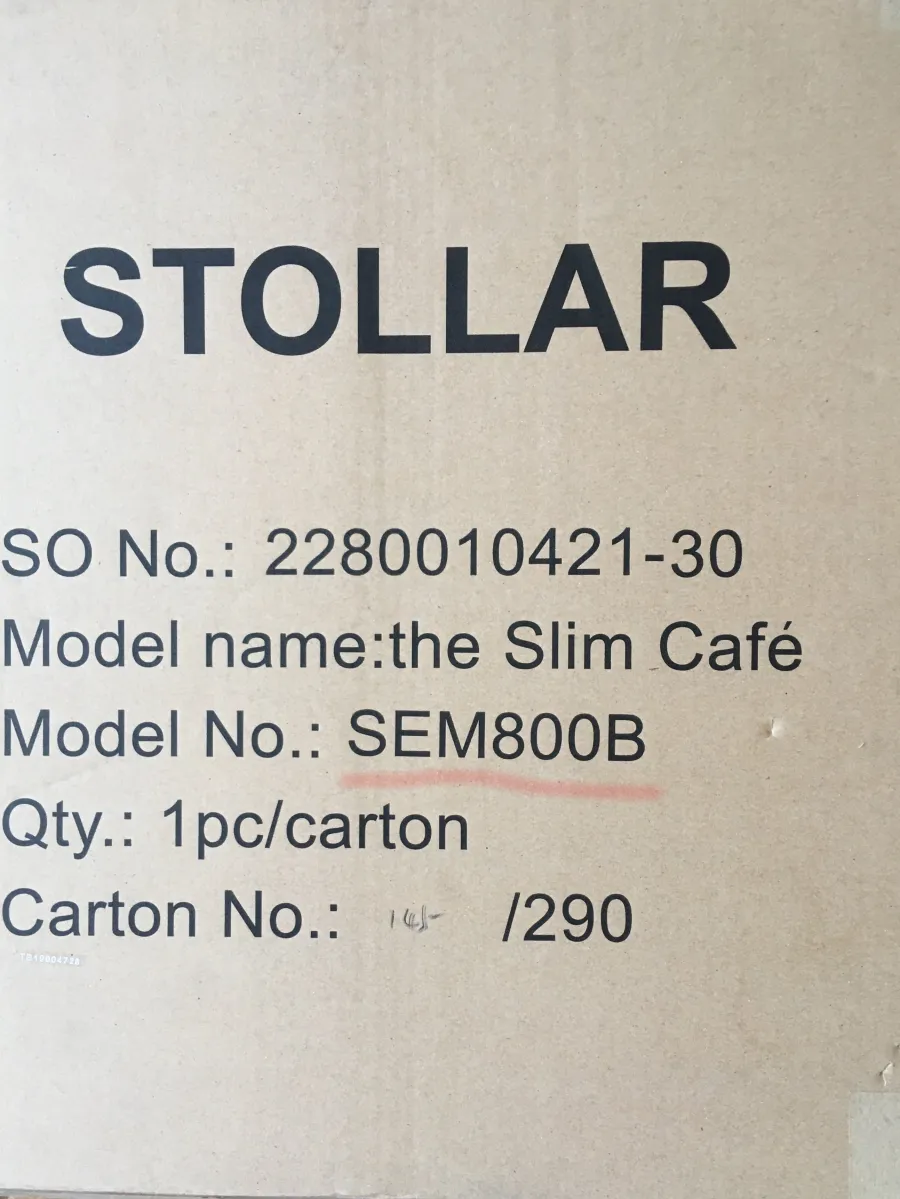 STOLLAR
SO No.: 2280010421-30
Model name:the Slim Café
Model No.: SEM800B
Qty.: 1pc/carton
Carton No.: /290